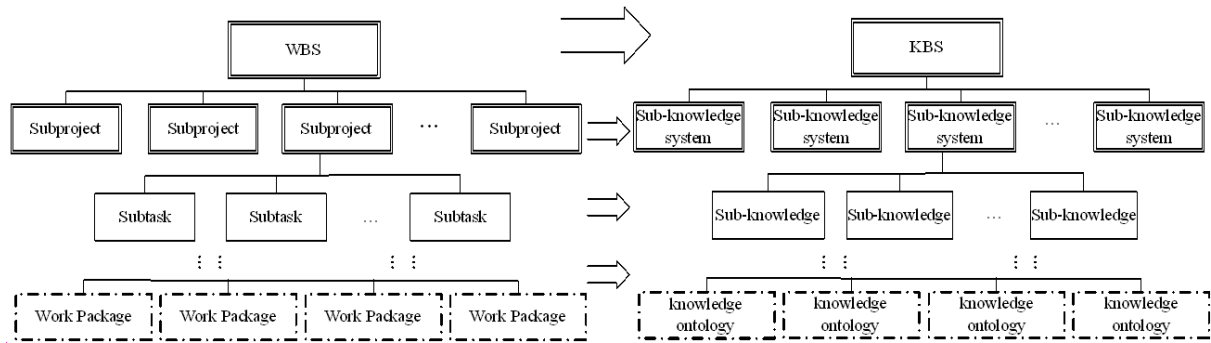 WBS
KBS
Subproject Subproject Subproject ... Subproject
Sub-knowledge system Sub-knowledge system Sub-knowledge system ... Sub-knowledge system
Subtask Subtask ... Subtask
Sub-knowledge Sub-knowledge ... Sub-knowledge
Work Package Work Package Work Package Work Package
knowledge ontology knowledge ontology knowledge ontology knowledge ontology